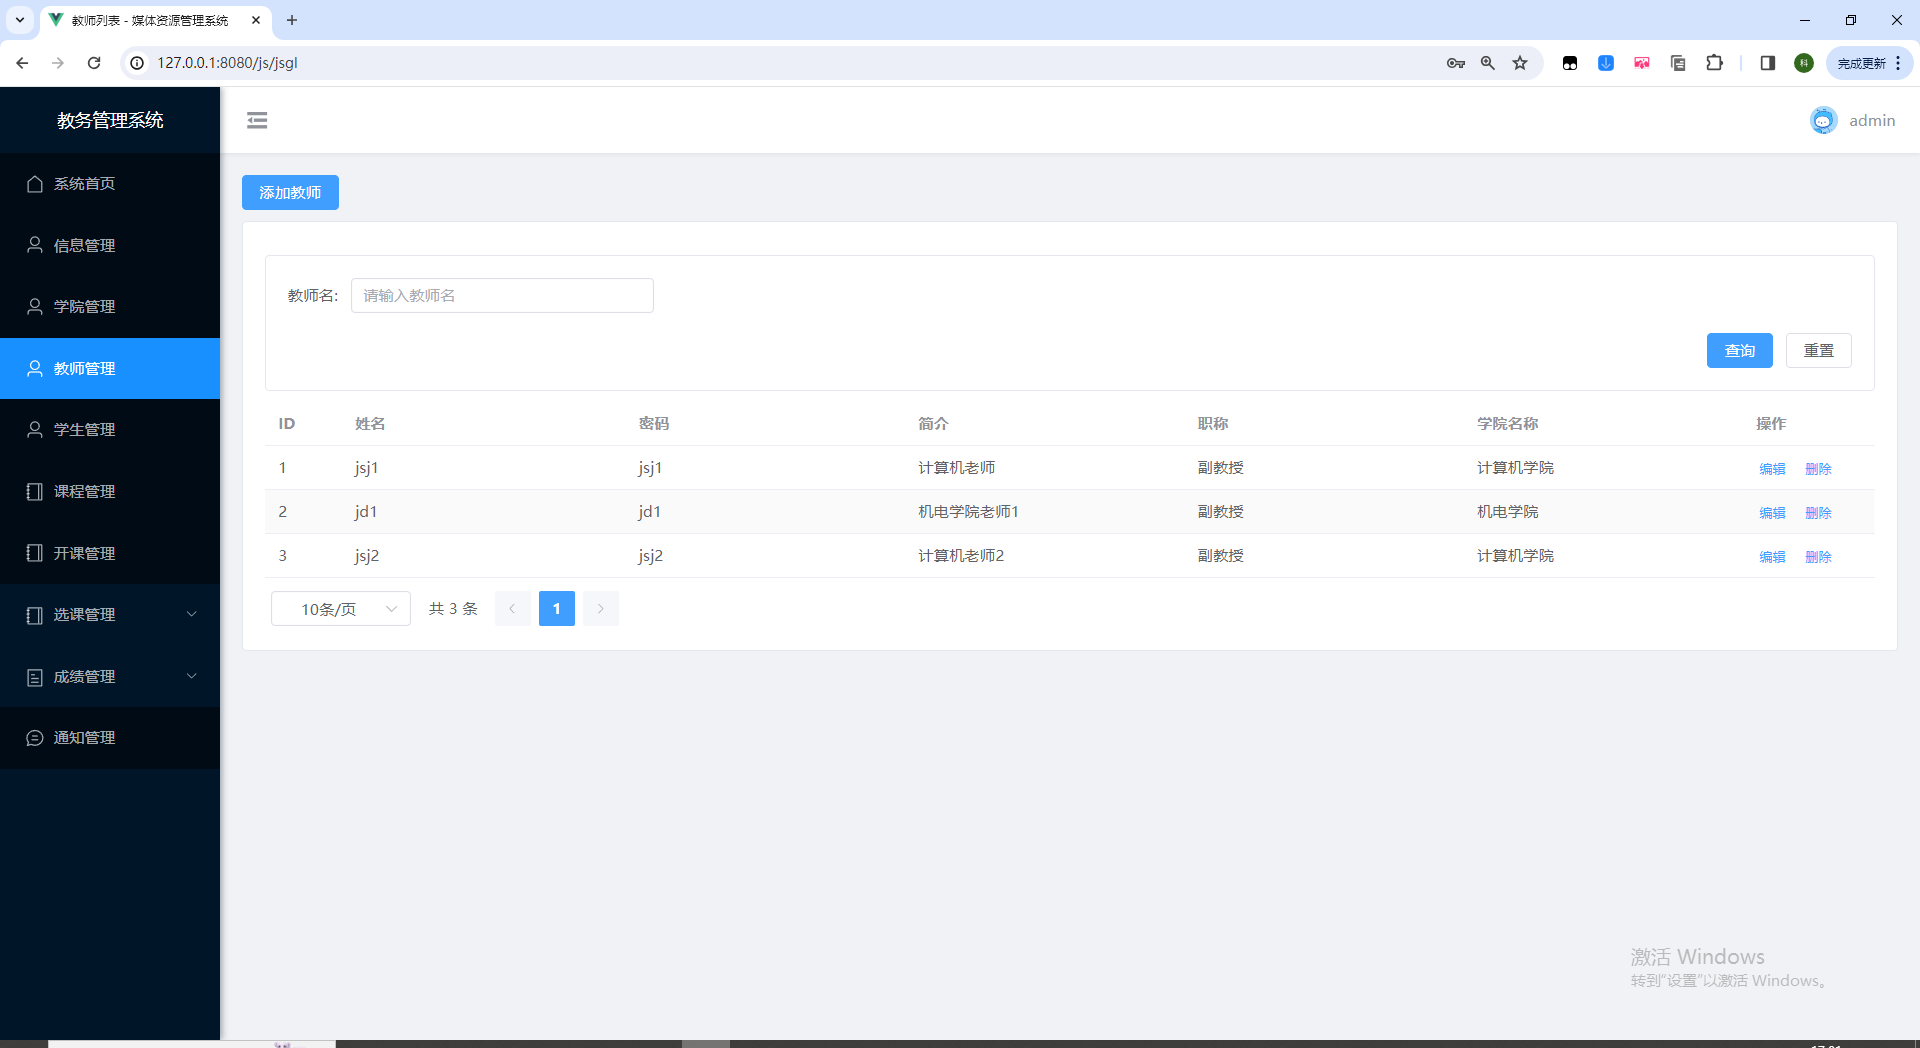 教师列表 - 媒体资源管理系统
127.0.0.1:8080/js/jsgl
科
完成更新
教务管理系统
admin
系统首页
信息管理
学院管理
教师管理
学生管理
课程管理
开课管理
选课管理
成绩管理
通知管理
添加教师
教师名:
请输入教师名
查询
重置
ID 姓名 密码 简介 职称 学院名称 操作
1 jsj1 jsj1 计算机老师 副教授 计算机学院 编辑 删除
2 jd1 jd1 机电学院老师1 副教授 机电学院 编辑 删除
3 jsj2 jsj2 计算机老师2 副教授 计算机学院 编辑 删除
10条/页 共 3 条 1
激活 Windows
转到"设置"以激活 Windows。